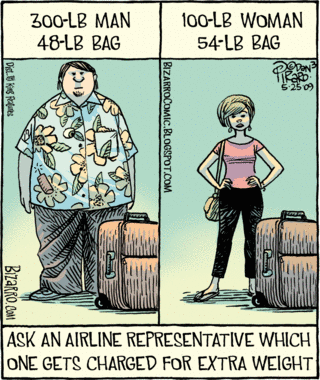 300-LB MAN
48-LB BAG
100-LB WOMAN
54-LB BAG
BIZARROCOMIC.BLOGSPOT.COM
©DAN
PIRARO
5·25·09
BIZARRO.COM
ASK AN AIRLINE REPRESENTATIVE WHICH
ONE GETS CHARGED FOR EXTRA WEIGHT